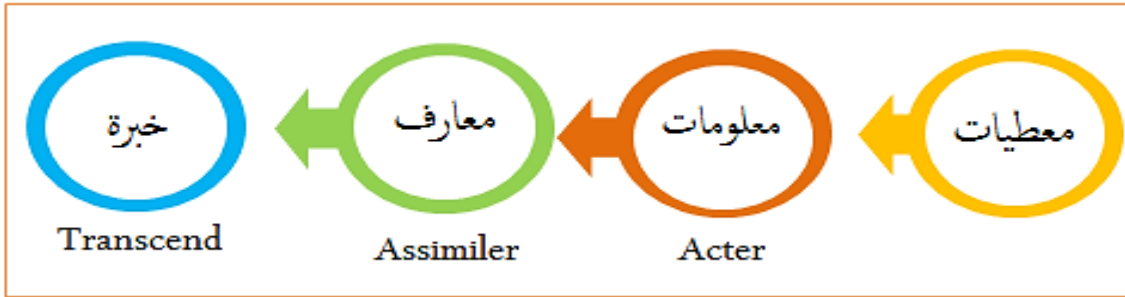 معطيات
معلومات
معارف
خبرة
Acter
Assimiler
Transcend